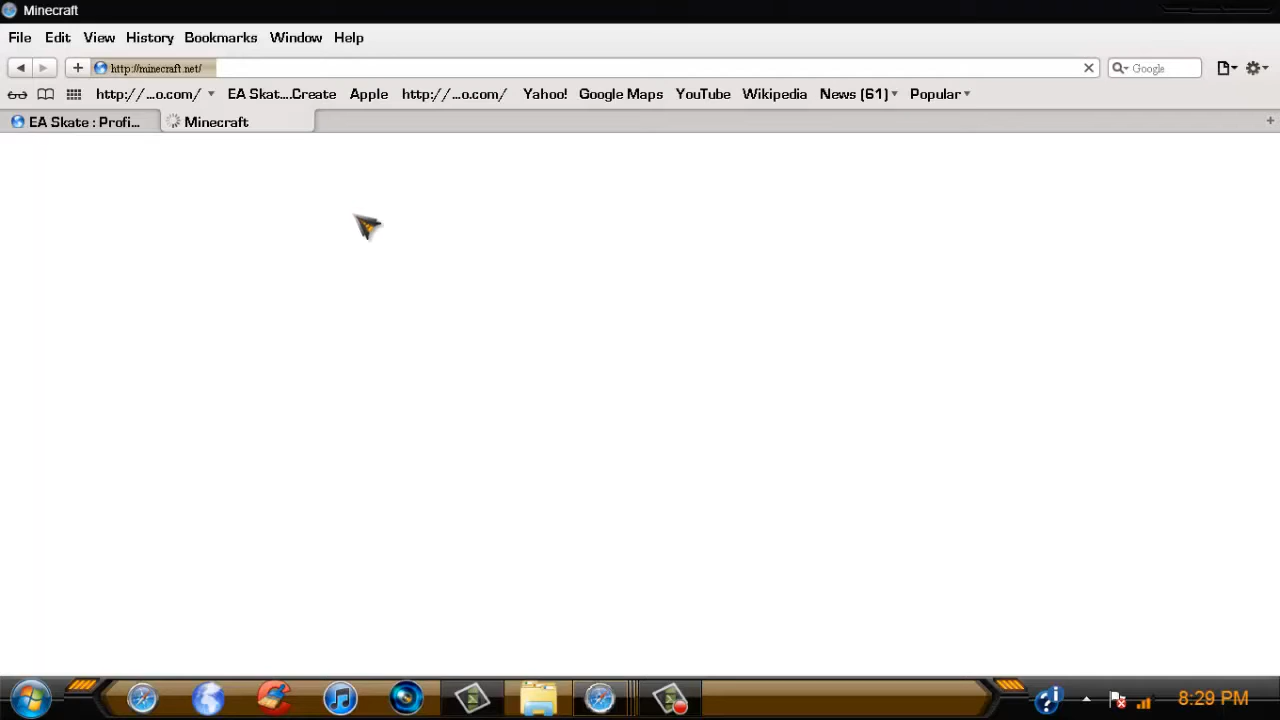 Minecraft
File Edit View History Bookmarks Window Help
http://minecraft.net/ Google
http://...o.com/ EA Skat....Create Apple http://...o.com/ Yahoo! Google Maps YouTube Wikipedia News (61) Popular
EA Skate : Profi... Minecraft
8:29 PM